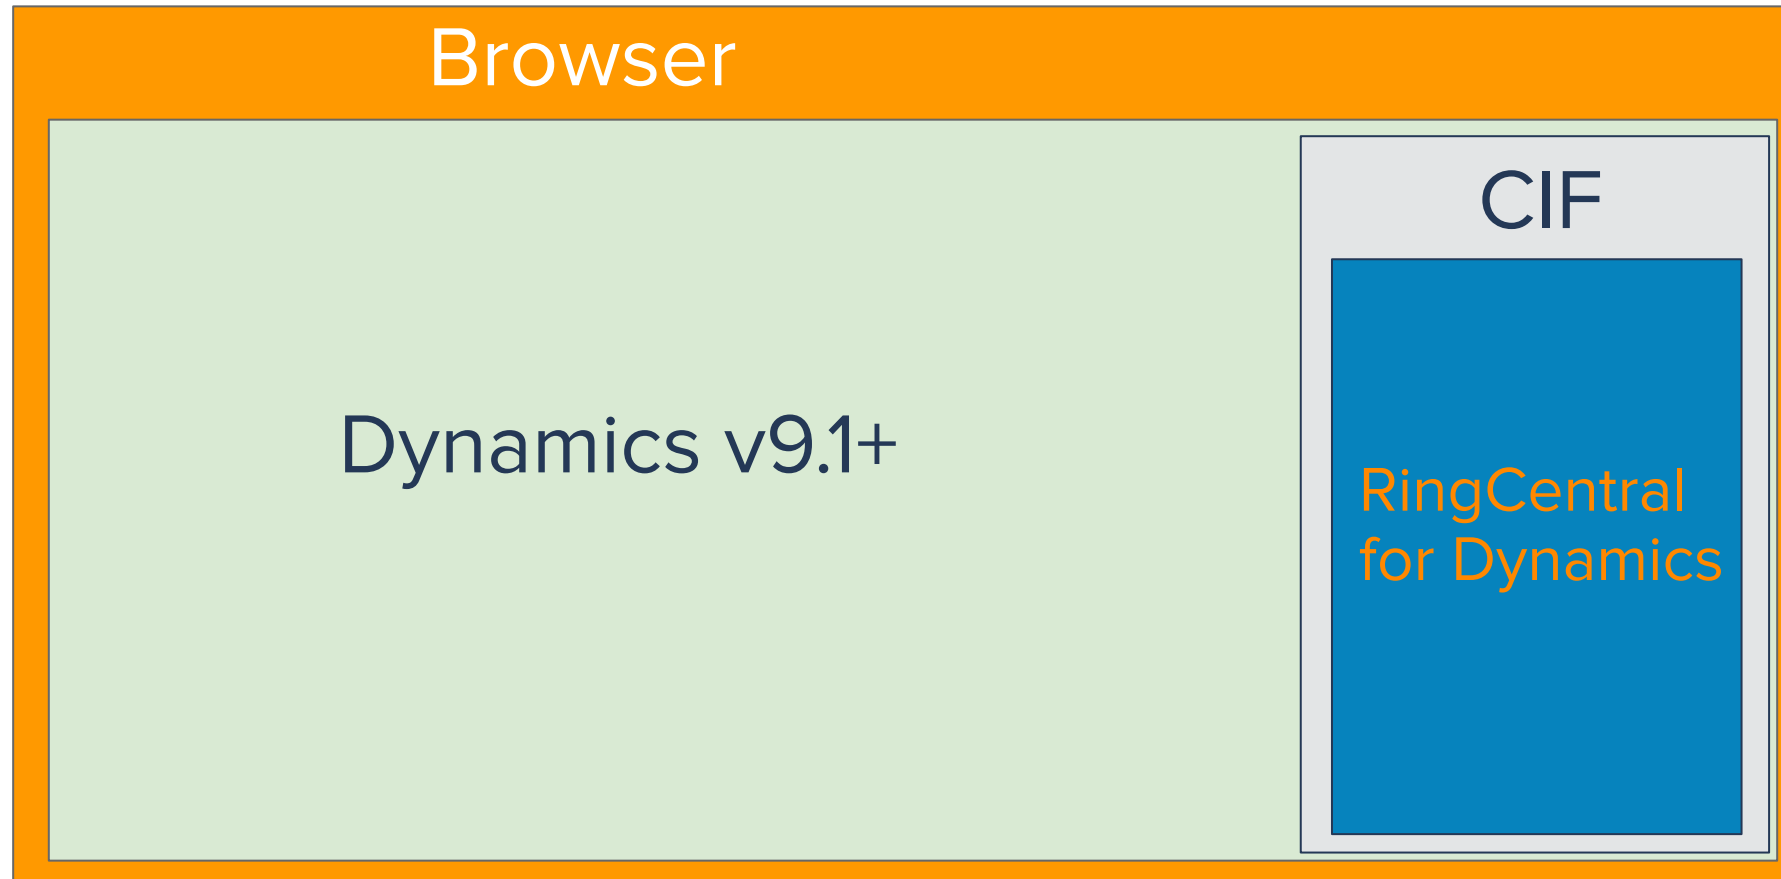 Browser
CIF
Dynamics v9.1+
RingCentral
for Dynamics